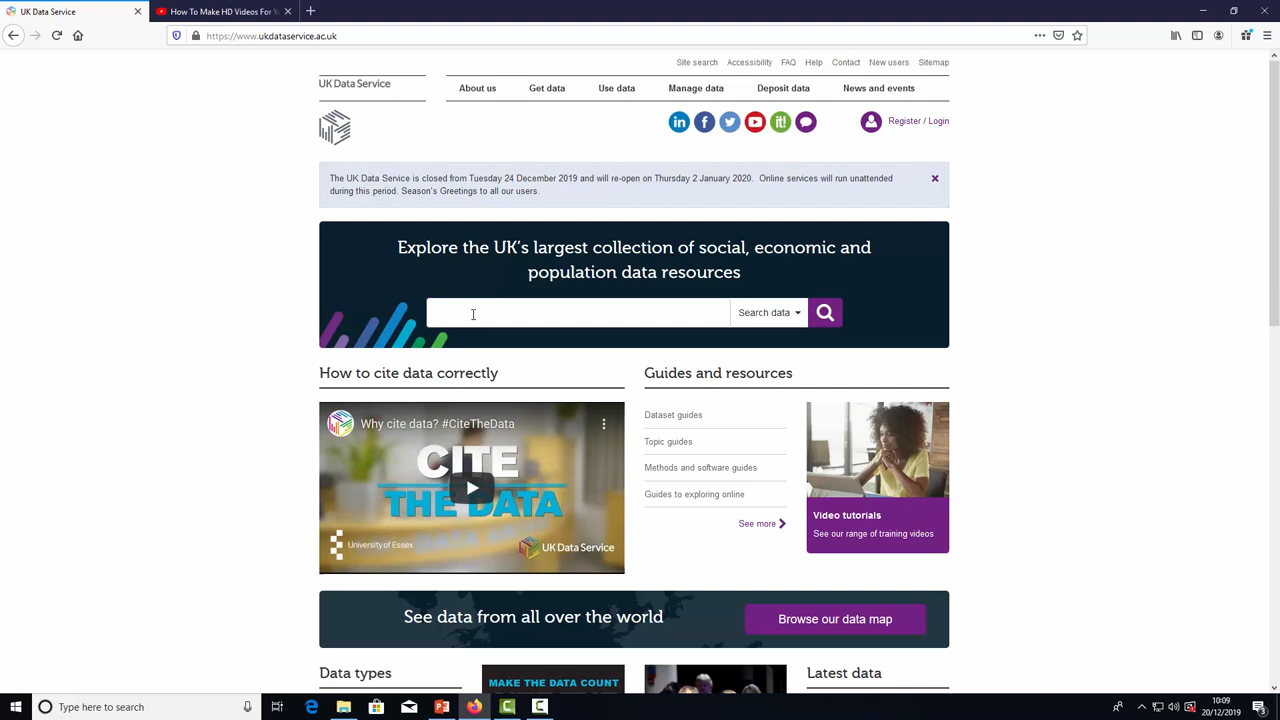 UK Data Service
How To Make HD Videos For Y
https://www.ukdataservice.ac.uk
Site search Accessibility FAQ Help Contact New users Sitemap
UK Data Service
About us Get data Use data Manage data Deposit data News and events
in f it! Register / Login
The UK Data Service is closed from Tuesday 24 December 2019 and will re-open on Thursday 2 January 2020. Online services will run unattended
during this period. Season's Greetings to all our users.
Explore the UK's largest collection of social, economic and
population data resources
Search data
How to cite data correctly
Guides and resources
Why cite data? #CiteTheData
CITE
THE DATA
University of Essex
UK Data Service
Dataset guides
Topic guides
Methods and software guides
Guides to exploring online
See more
Video tutorials
See our range of training videos
See data from all over the world
Browse our data map
Data types
MAKE THE DATA COUNT
Latest data
Type here to search
10:09
20/12/2019
3